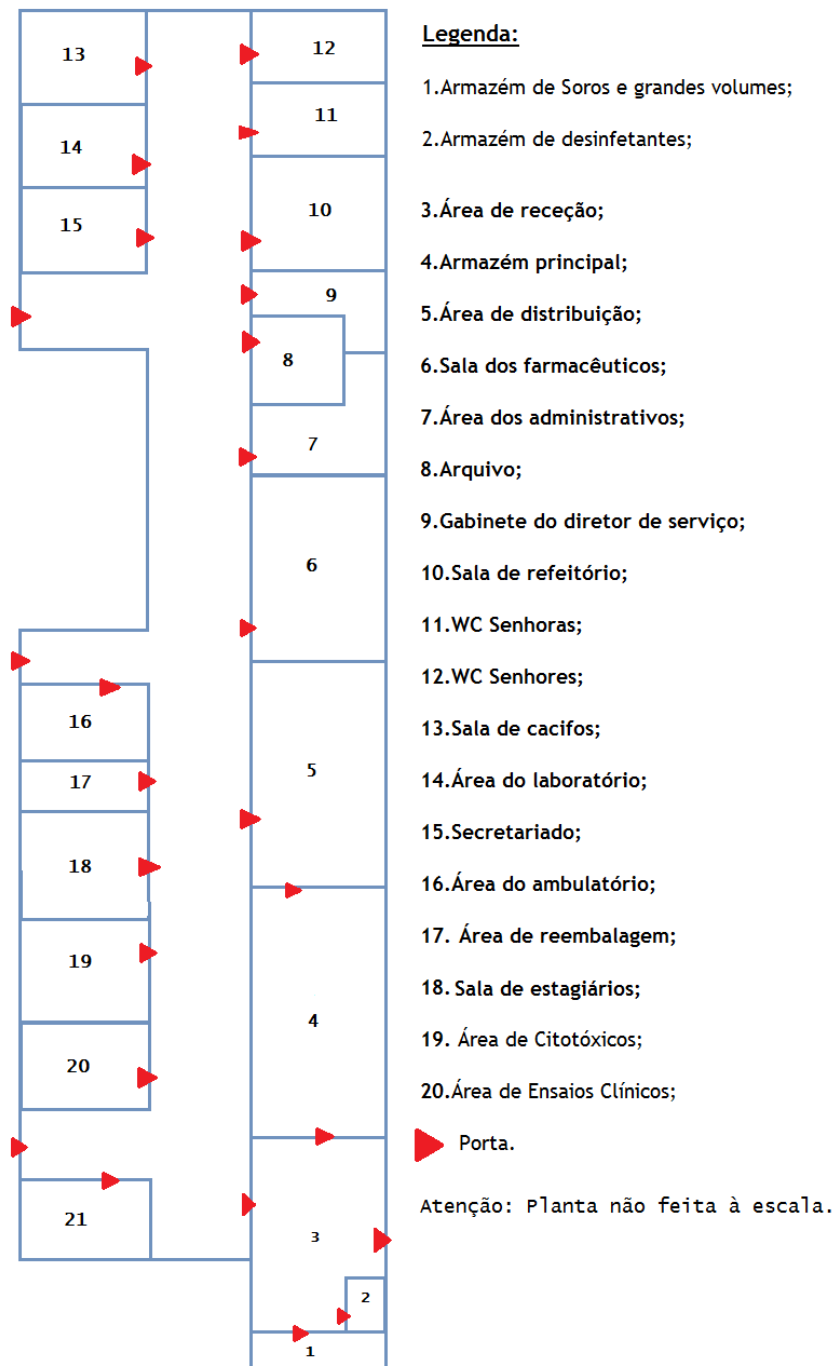 13
12
11
14
10
15
9
8
7
6
16
17
5
18
19
4
20
21
3
2
1
Legenda:
1.Armazém de Soros e grandes volumes;
2.Armazém de desinfetantes;
3.Área de receção;
4.Armazém principal;
5.Área de distribuição;
6.Sala dos farmacêuticos;
7.Área dos administrativos;
8.Arquivo;
9.Gabinete do diretor de serviço;
10.Sala de refeitório;
11.WC Senhoras;
12.WC Senhores;
13.Sala de cacifos;
14.Área do laboratório;
15.Secretariado;
16.Área do ambulatório;
17. Área de reembalagem;
18.Sala de estagiários;
19. Área de Citotóxicos;
20.Área de Ensaios Clínicos;
Porta.
Atenção: Planta não feita à escala.